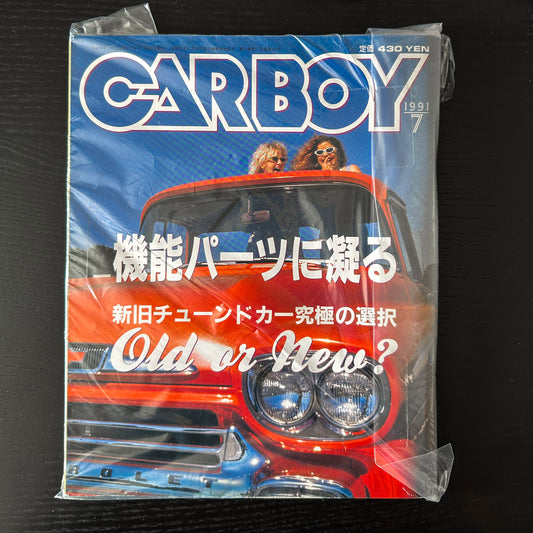 定価 430 YEN
CARBOY
1991
7
機能パーツに凝る
新旧チューンドカー究極の選択
Old or New?
OLET